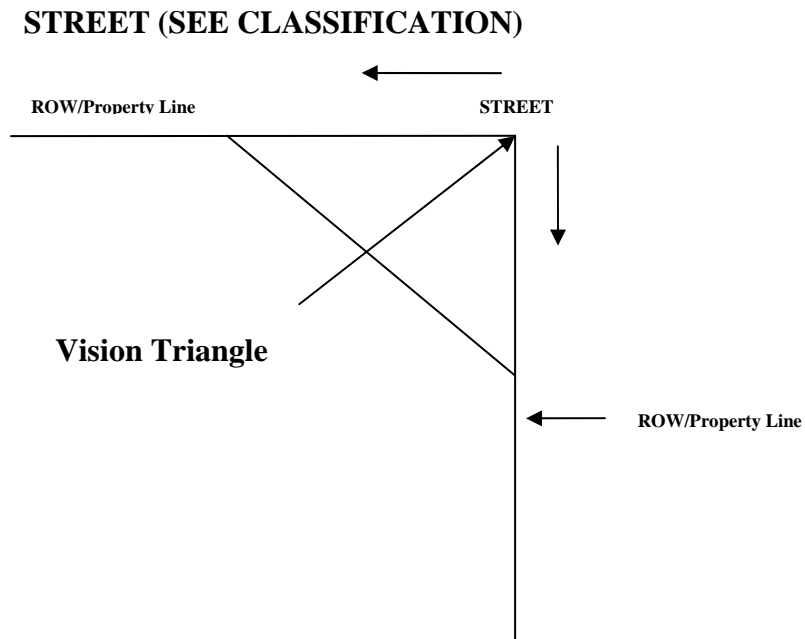 STREET (SEE CLASSIFICATION)
ROW/Property Line
STREET
Vision Triangle
ROW/Property Line